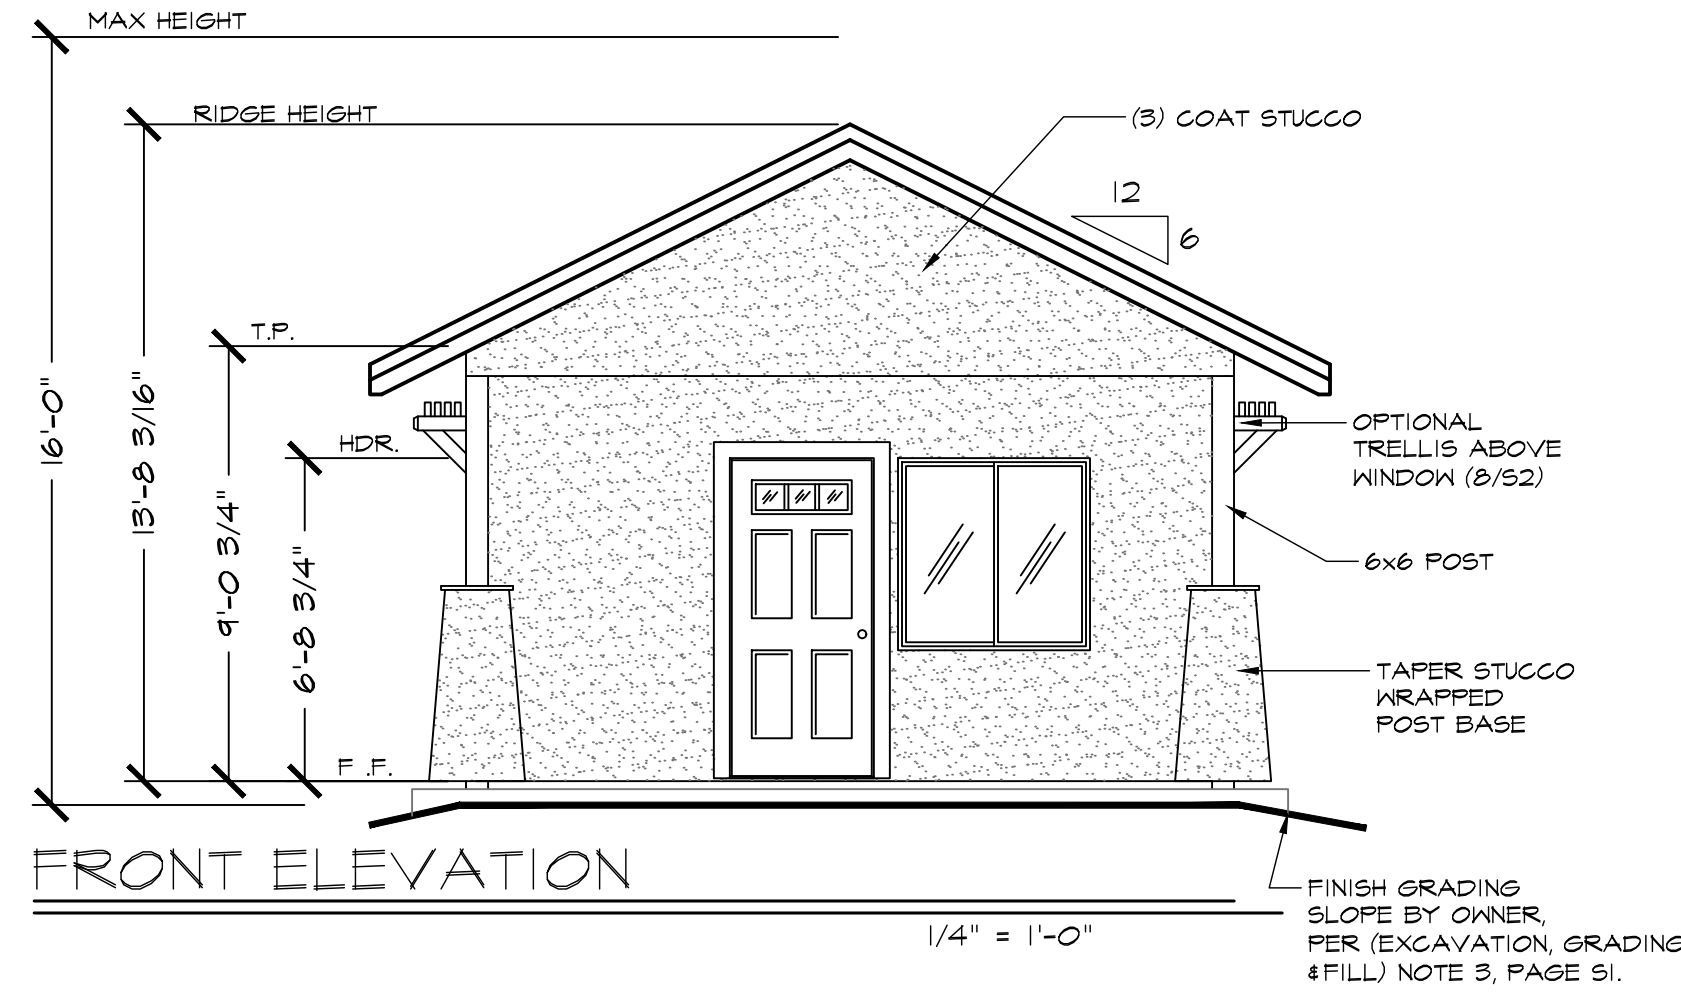 MAX HEIGHT
RIDGE HEIGHT
(3) COAT STUCCO
12
6
T.P.
16'-0"
13'-8 3/16"
9'-0 3/4"
6'-8 3/4"
HDR.
OPTIONAL
TRELLIS ABOVE
WINDOW (8/S2)
6x6 POST
TAPER STUCCO
WRAPPED
POST BASE
F .F.
FRONT ELEVATION
1/4" = 1'-0"
FINISH GRADING
SLOPE BY OWNER,
PER (EXCAVATION, GRADING
&FILL) NOTE 3, PAGE S1.